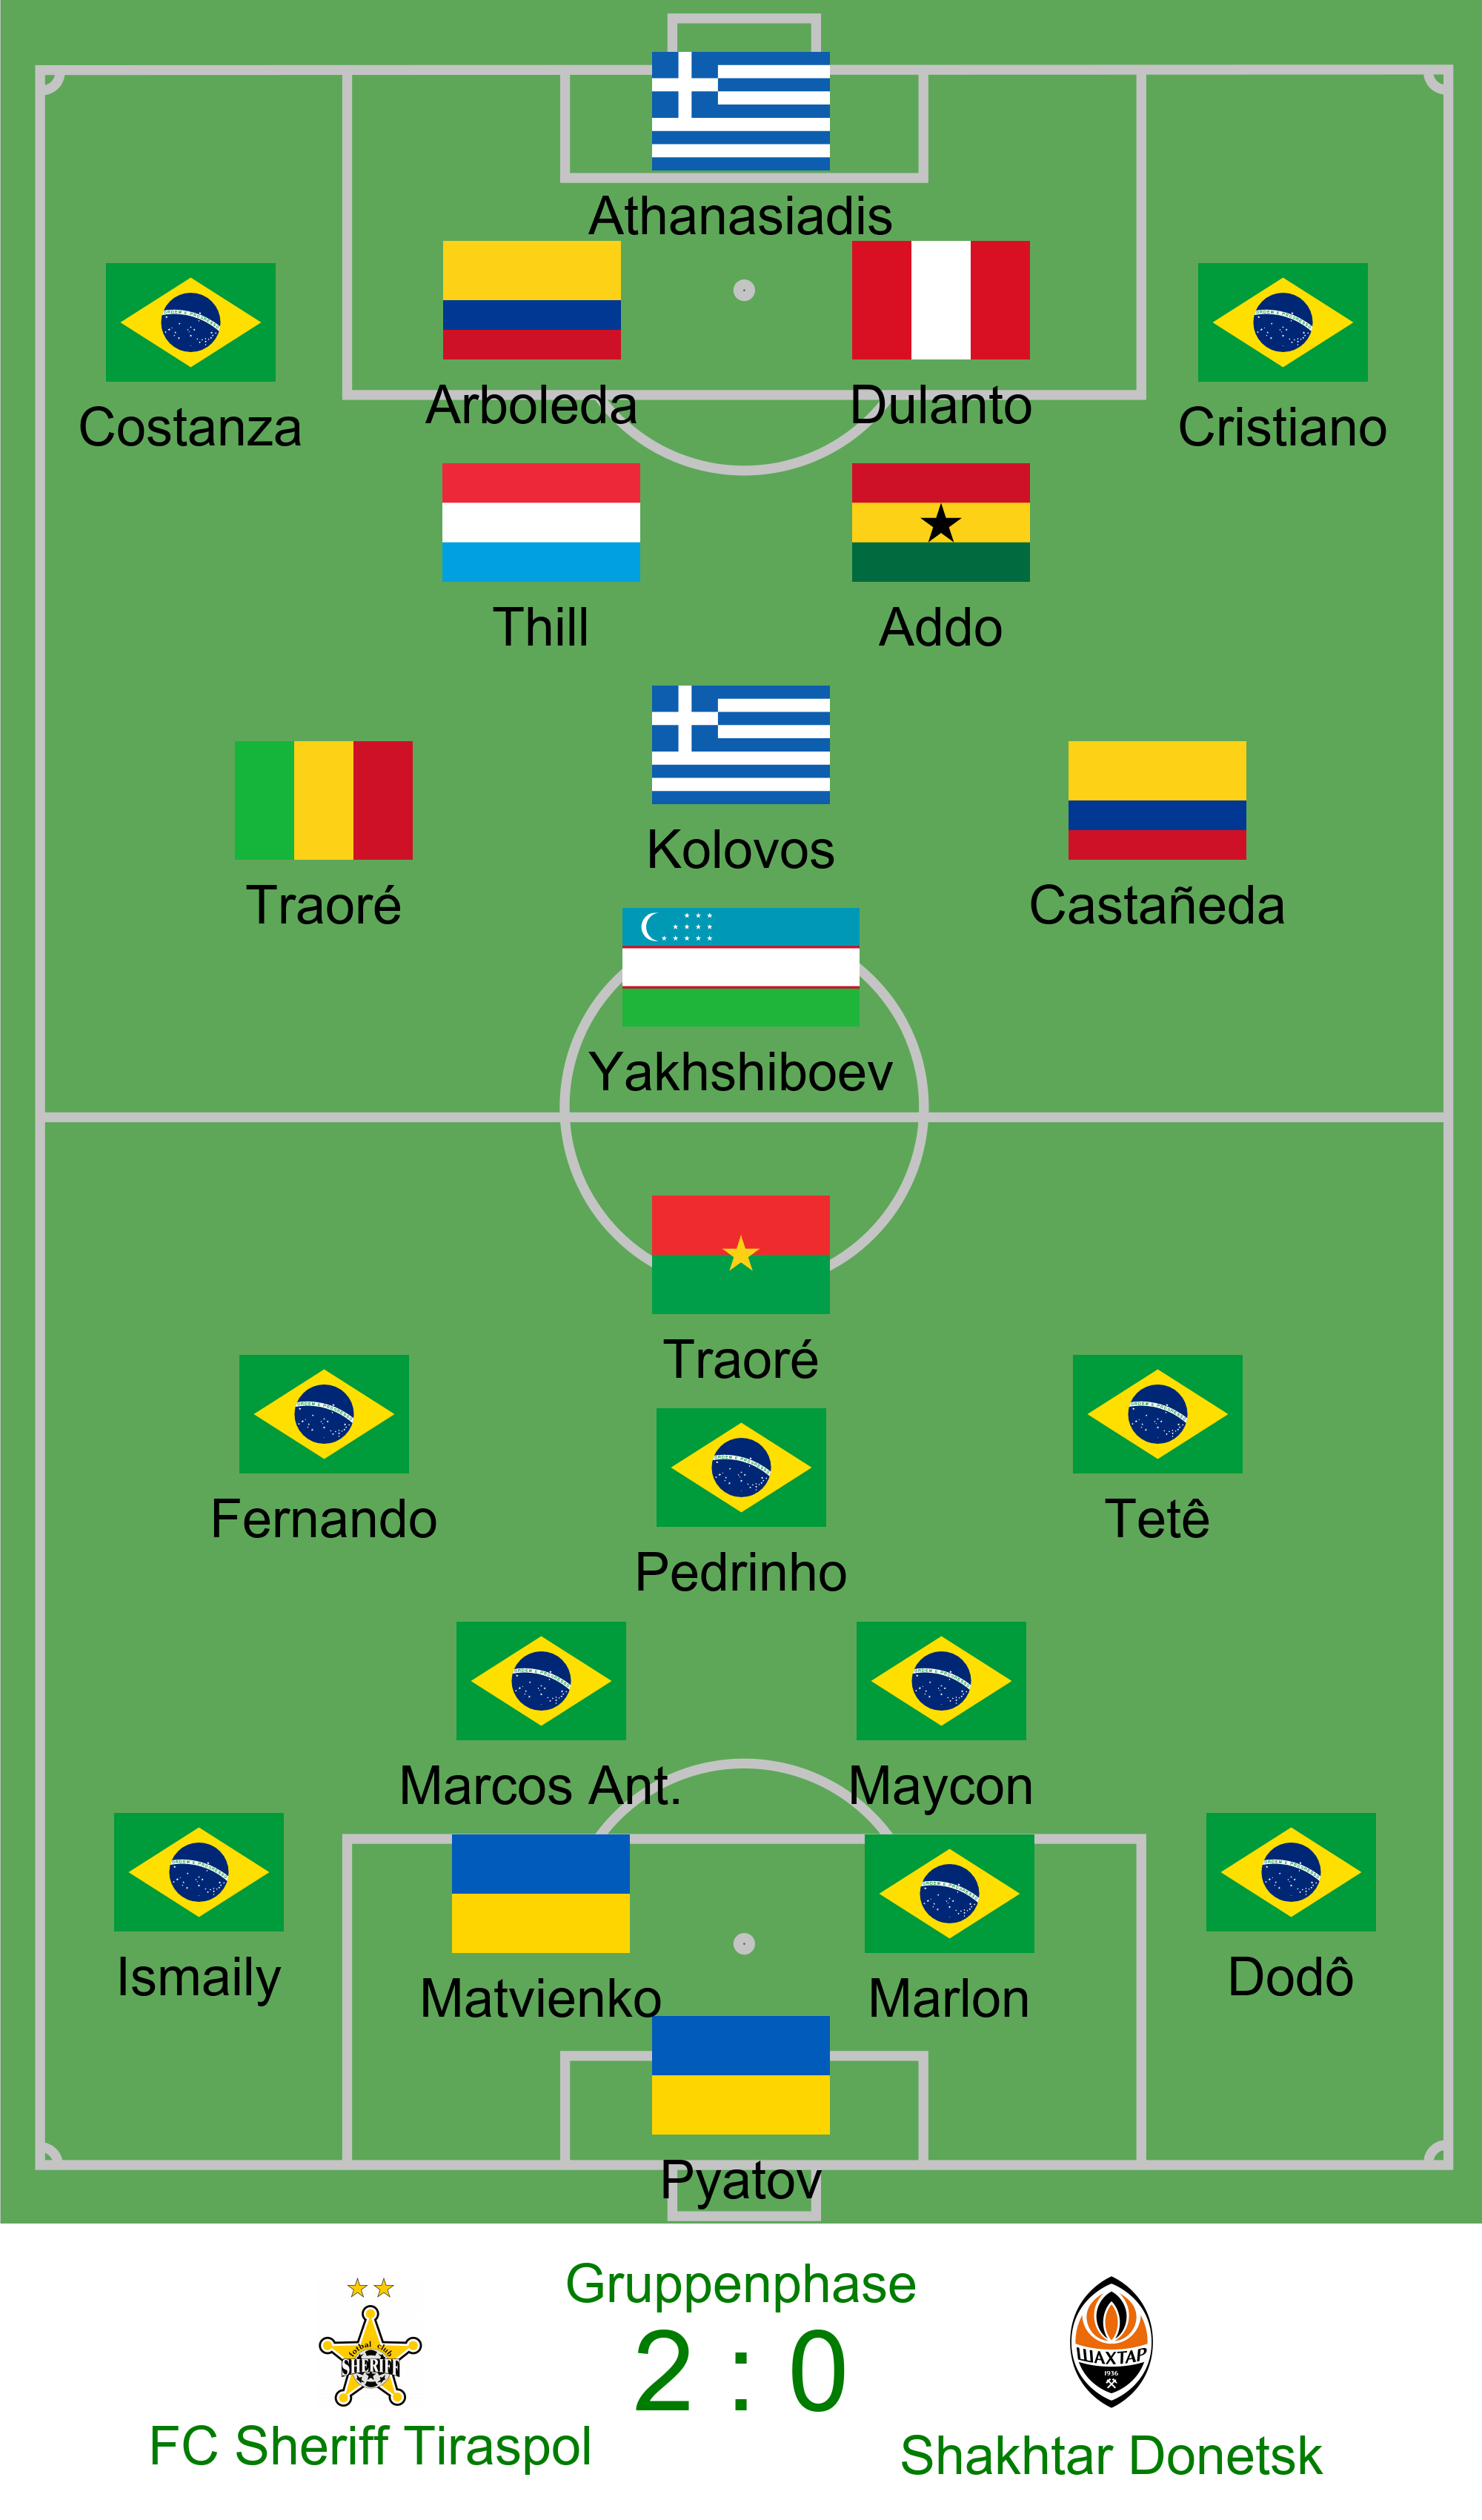 Athanasiadis
Costanza
Arboleda
Dulanto
Cristiano
Thill
Addo
Traoré
Kolovos
Castañeda
Yakhshiboev
Traoré
Fernando
Pedrinho
Tetê
Marcos Ant.
Maycon
Ismaily
Matvienko
Marlon
Dodô
Pyatov
Gruppenphase
2 : 0
fotbal club
SHERIFF
ШАХТАР
1936
FC Sheriff Tiraspol
Shakhtar Donetsk